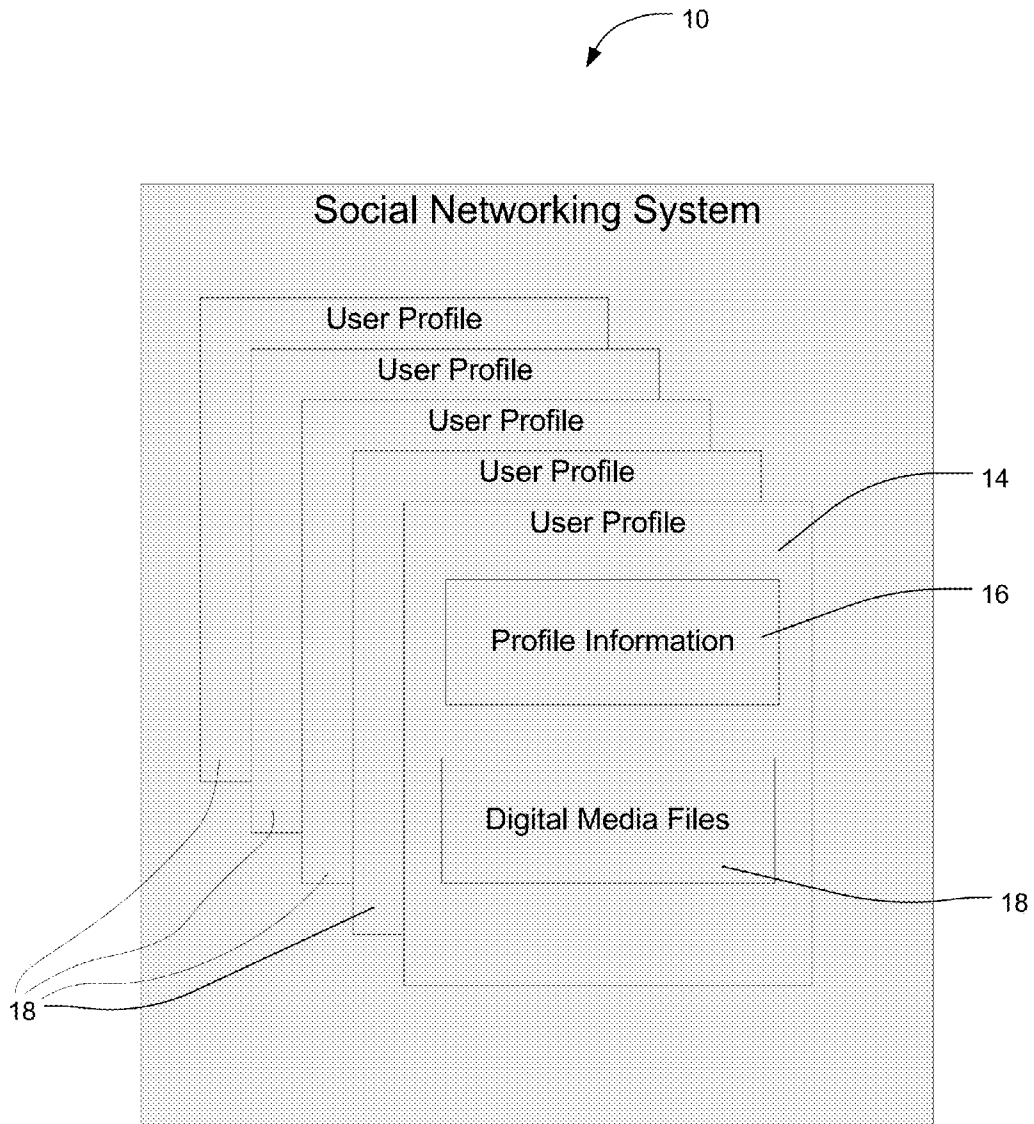 10
Social Networking System
User Profile
User Profile
User Profile
User Profile
14
User Profile
16
Profile Information
Digital Media Files
18
18